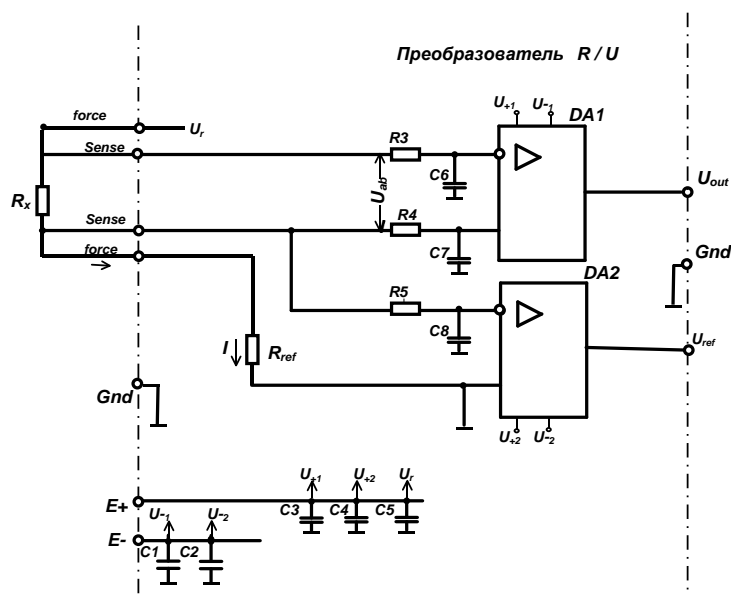 Преобразователь R / U
U+1 U-1 DA1
force Ur
Sense R3
C6 Uout
Rx Uab
Sense R4
force C7 Gnd
R5 DA2
C8
I Rref Uref
Gnd
U+2 U-2
U+1 U+2 Ur
E+ C3 C4 C5
U-1 U-2
E- C1 C2